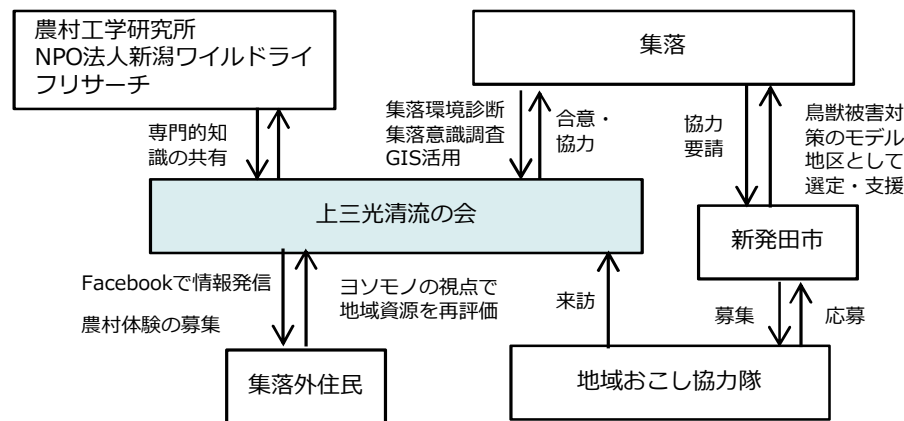 農村工学研究所
NPO法人新潟ワイルドライ
フリサーチ
集落
専門的知
識の共有
集落環境診断
集落意識調査
GIS活用
合意・
協力
協力
要請
鳥獣被害対
策のモデル
地区として
選定・支援
上三光清流の会
新発田市
Facebookで情報発信
農村体験の募集
ヨソモノの視点で
地域資源を再評価
来訪
募集
応募
集落外住民
地域おこし協力隊